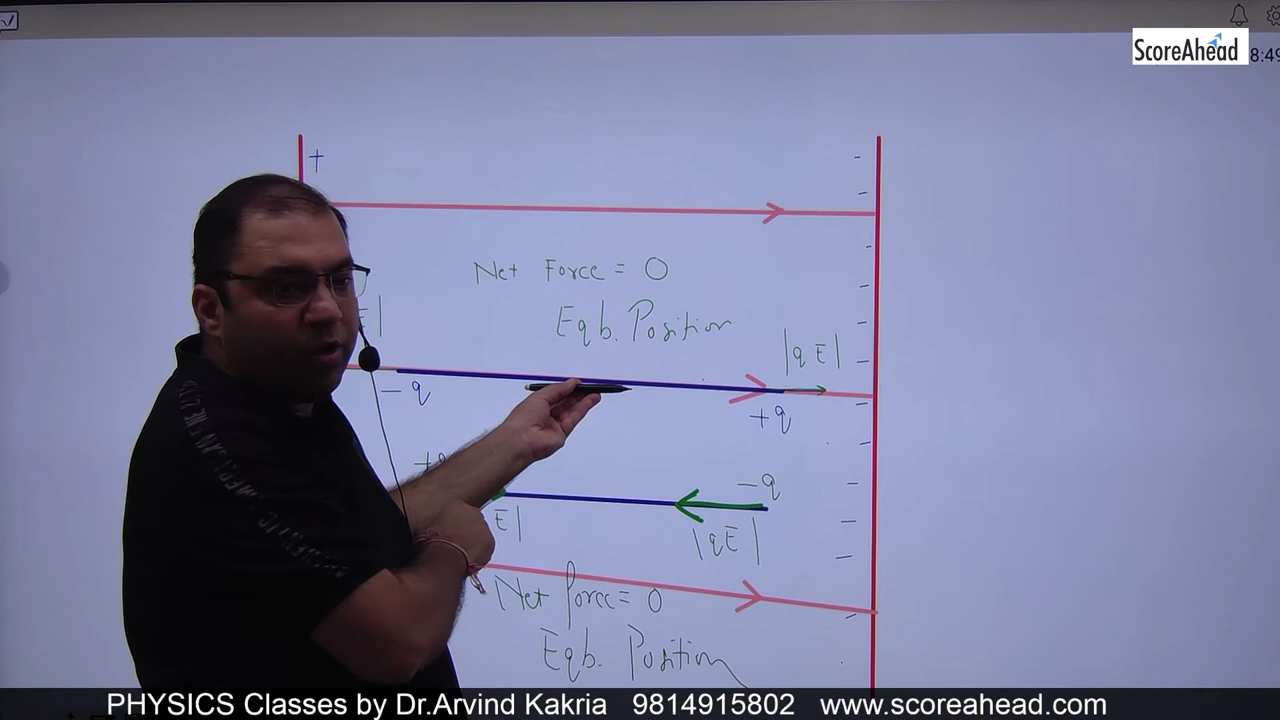 ScoreAhead
8:49
+
Net Force = 0
E|
Eqb. Position
|qE|
-q
+q
+q
-q
E|
|qE|
Net force = 0
Eqb. Position
PHYSICS Classes by Dr.Arvind Kakria 9814915802 www.scoreahead.com